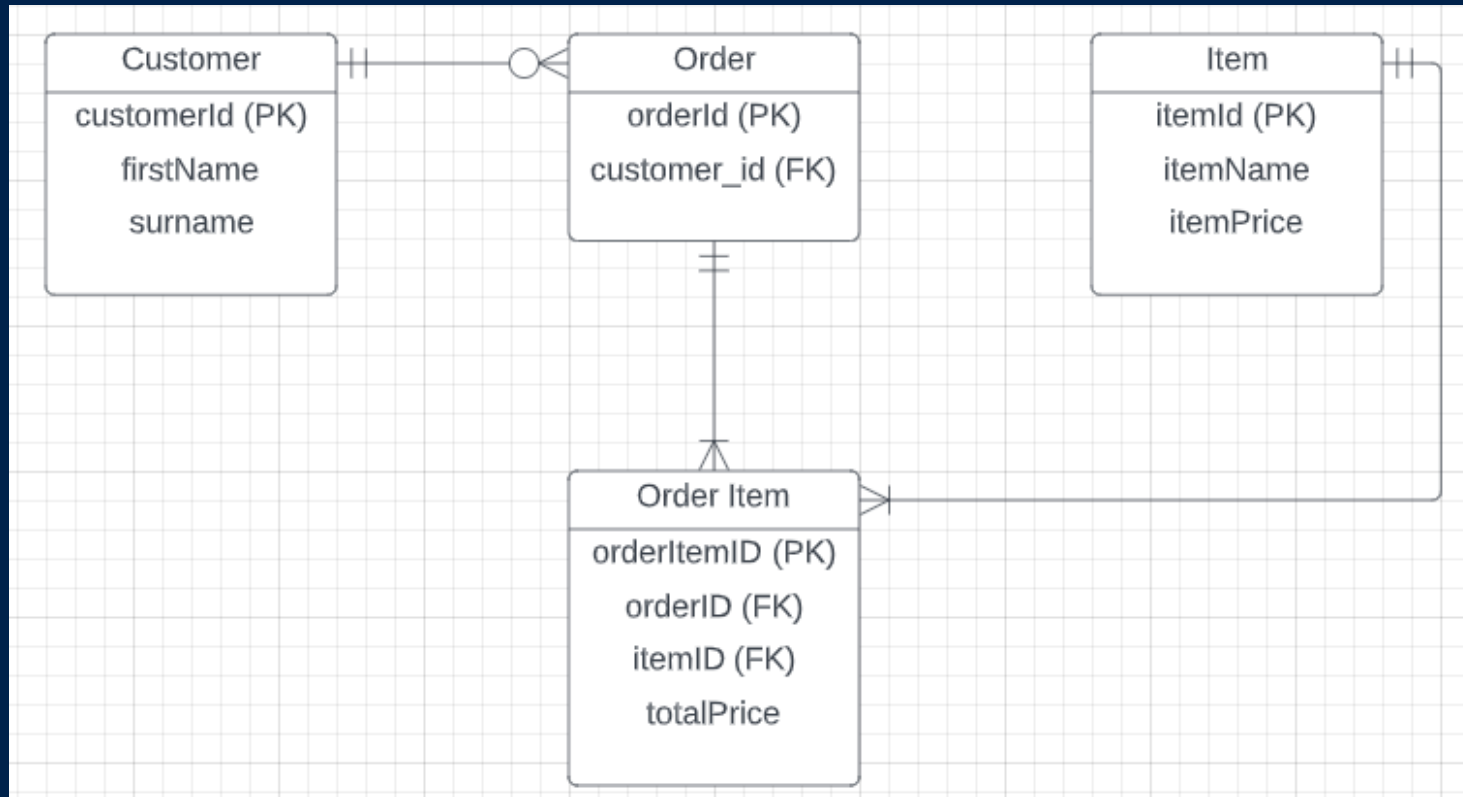 Customer
customerId (PK)
firstName
surname
Order
orderId (PK)
customer_id (FK)
Item
itemId (PK)
itemName
itemPrice
Order Item
orderItemID (PK)
orderID (FK)
itemID (FK)
totalPrice